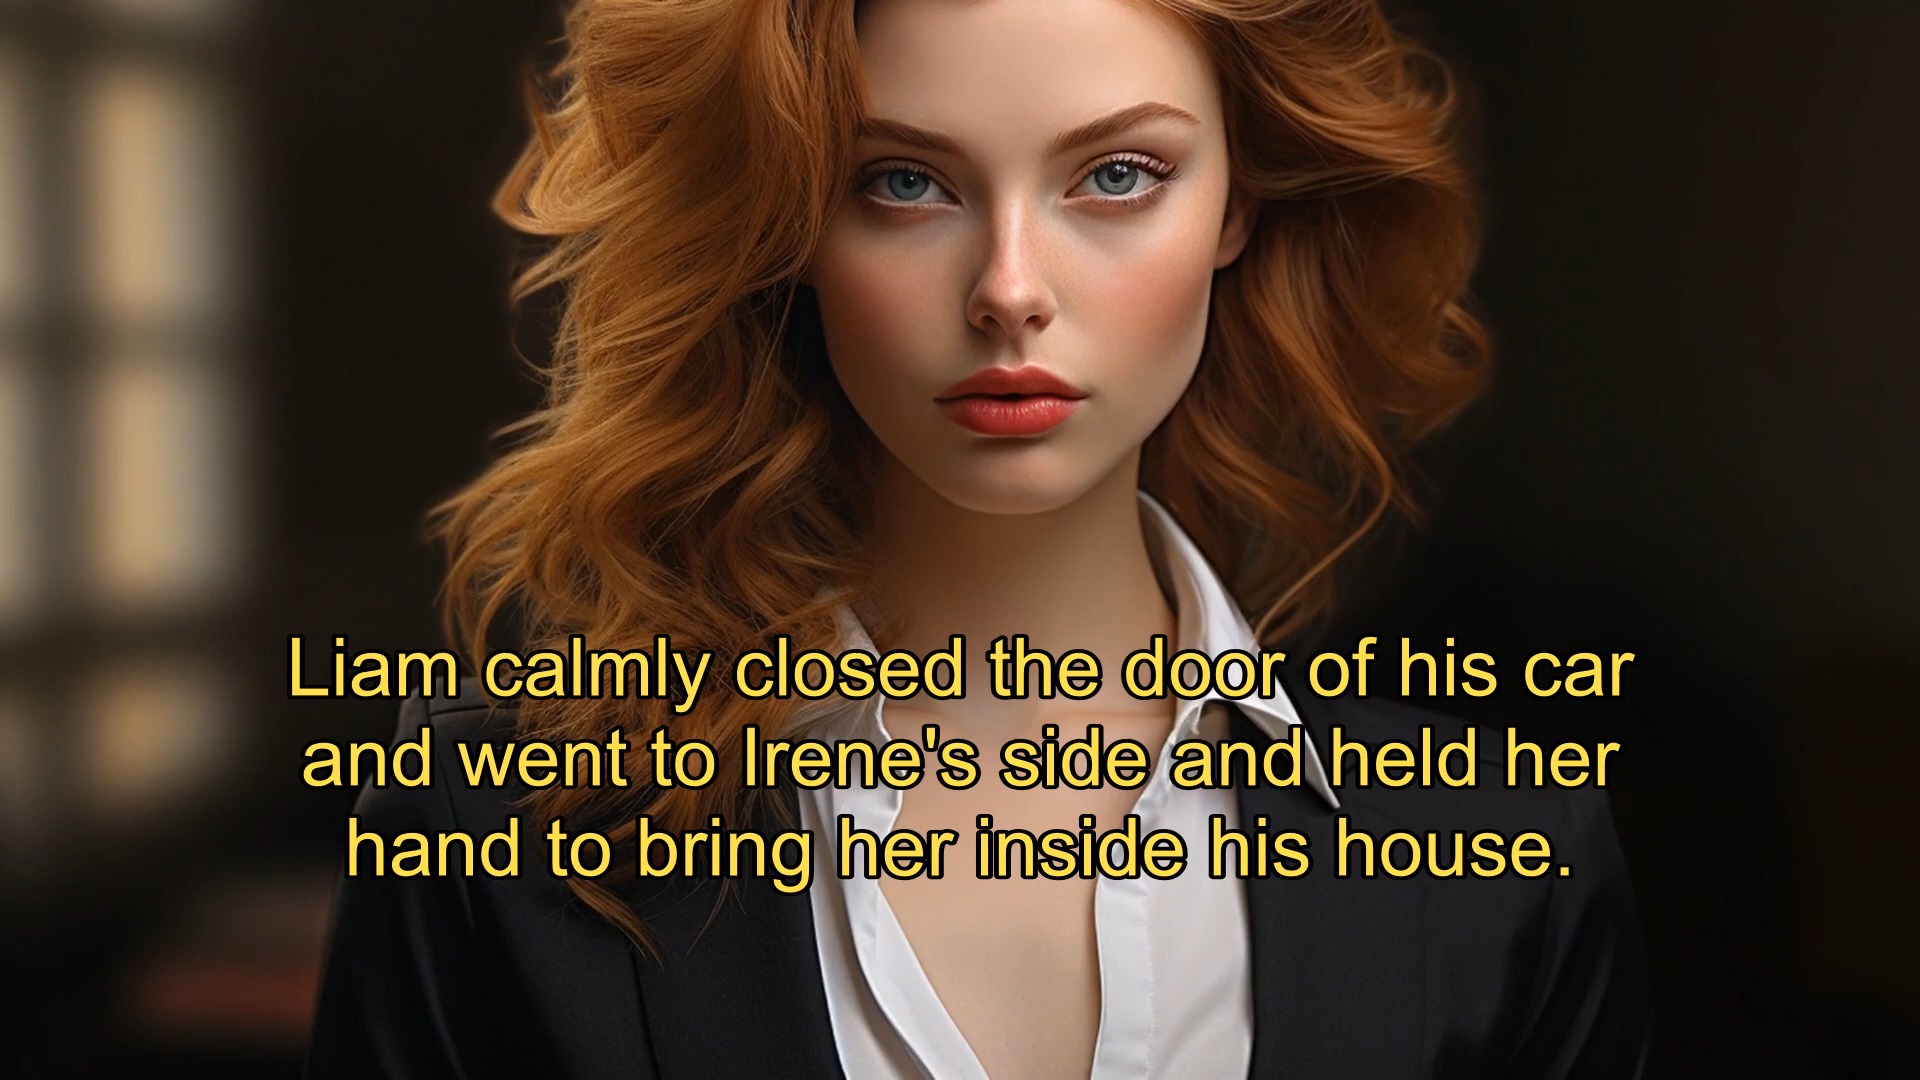 Liam calmly closed the door of his car
and went to Irene's side and held her
hand to bring her inside his house.